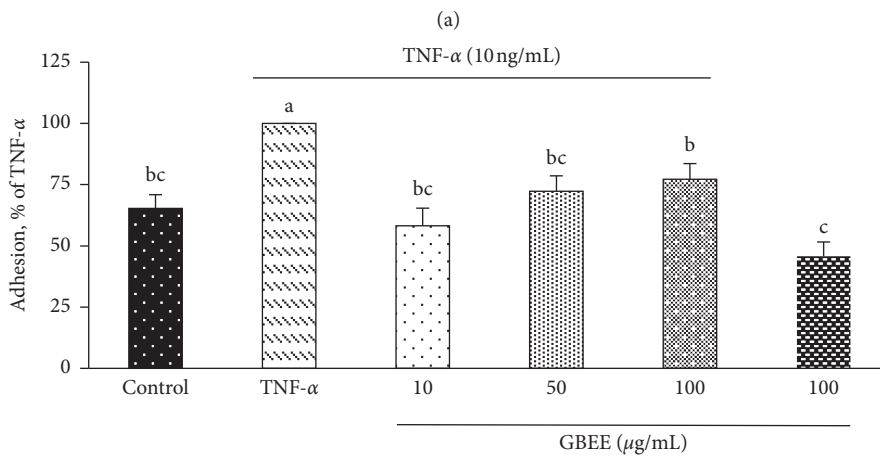 (a)
TNF-α (10 ng/mL)
Adhesion, % of TNF-α
125
100
75
50
25
0
bc
a
bc
bc
b
c
Control TNF-α 10 50 100 100
GBEE (μg/mL)